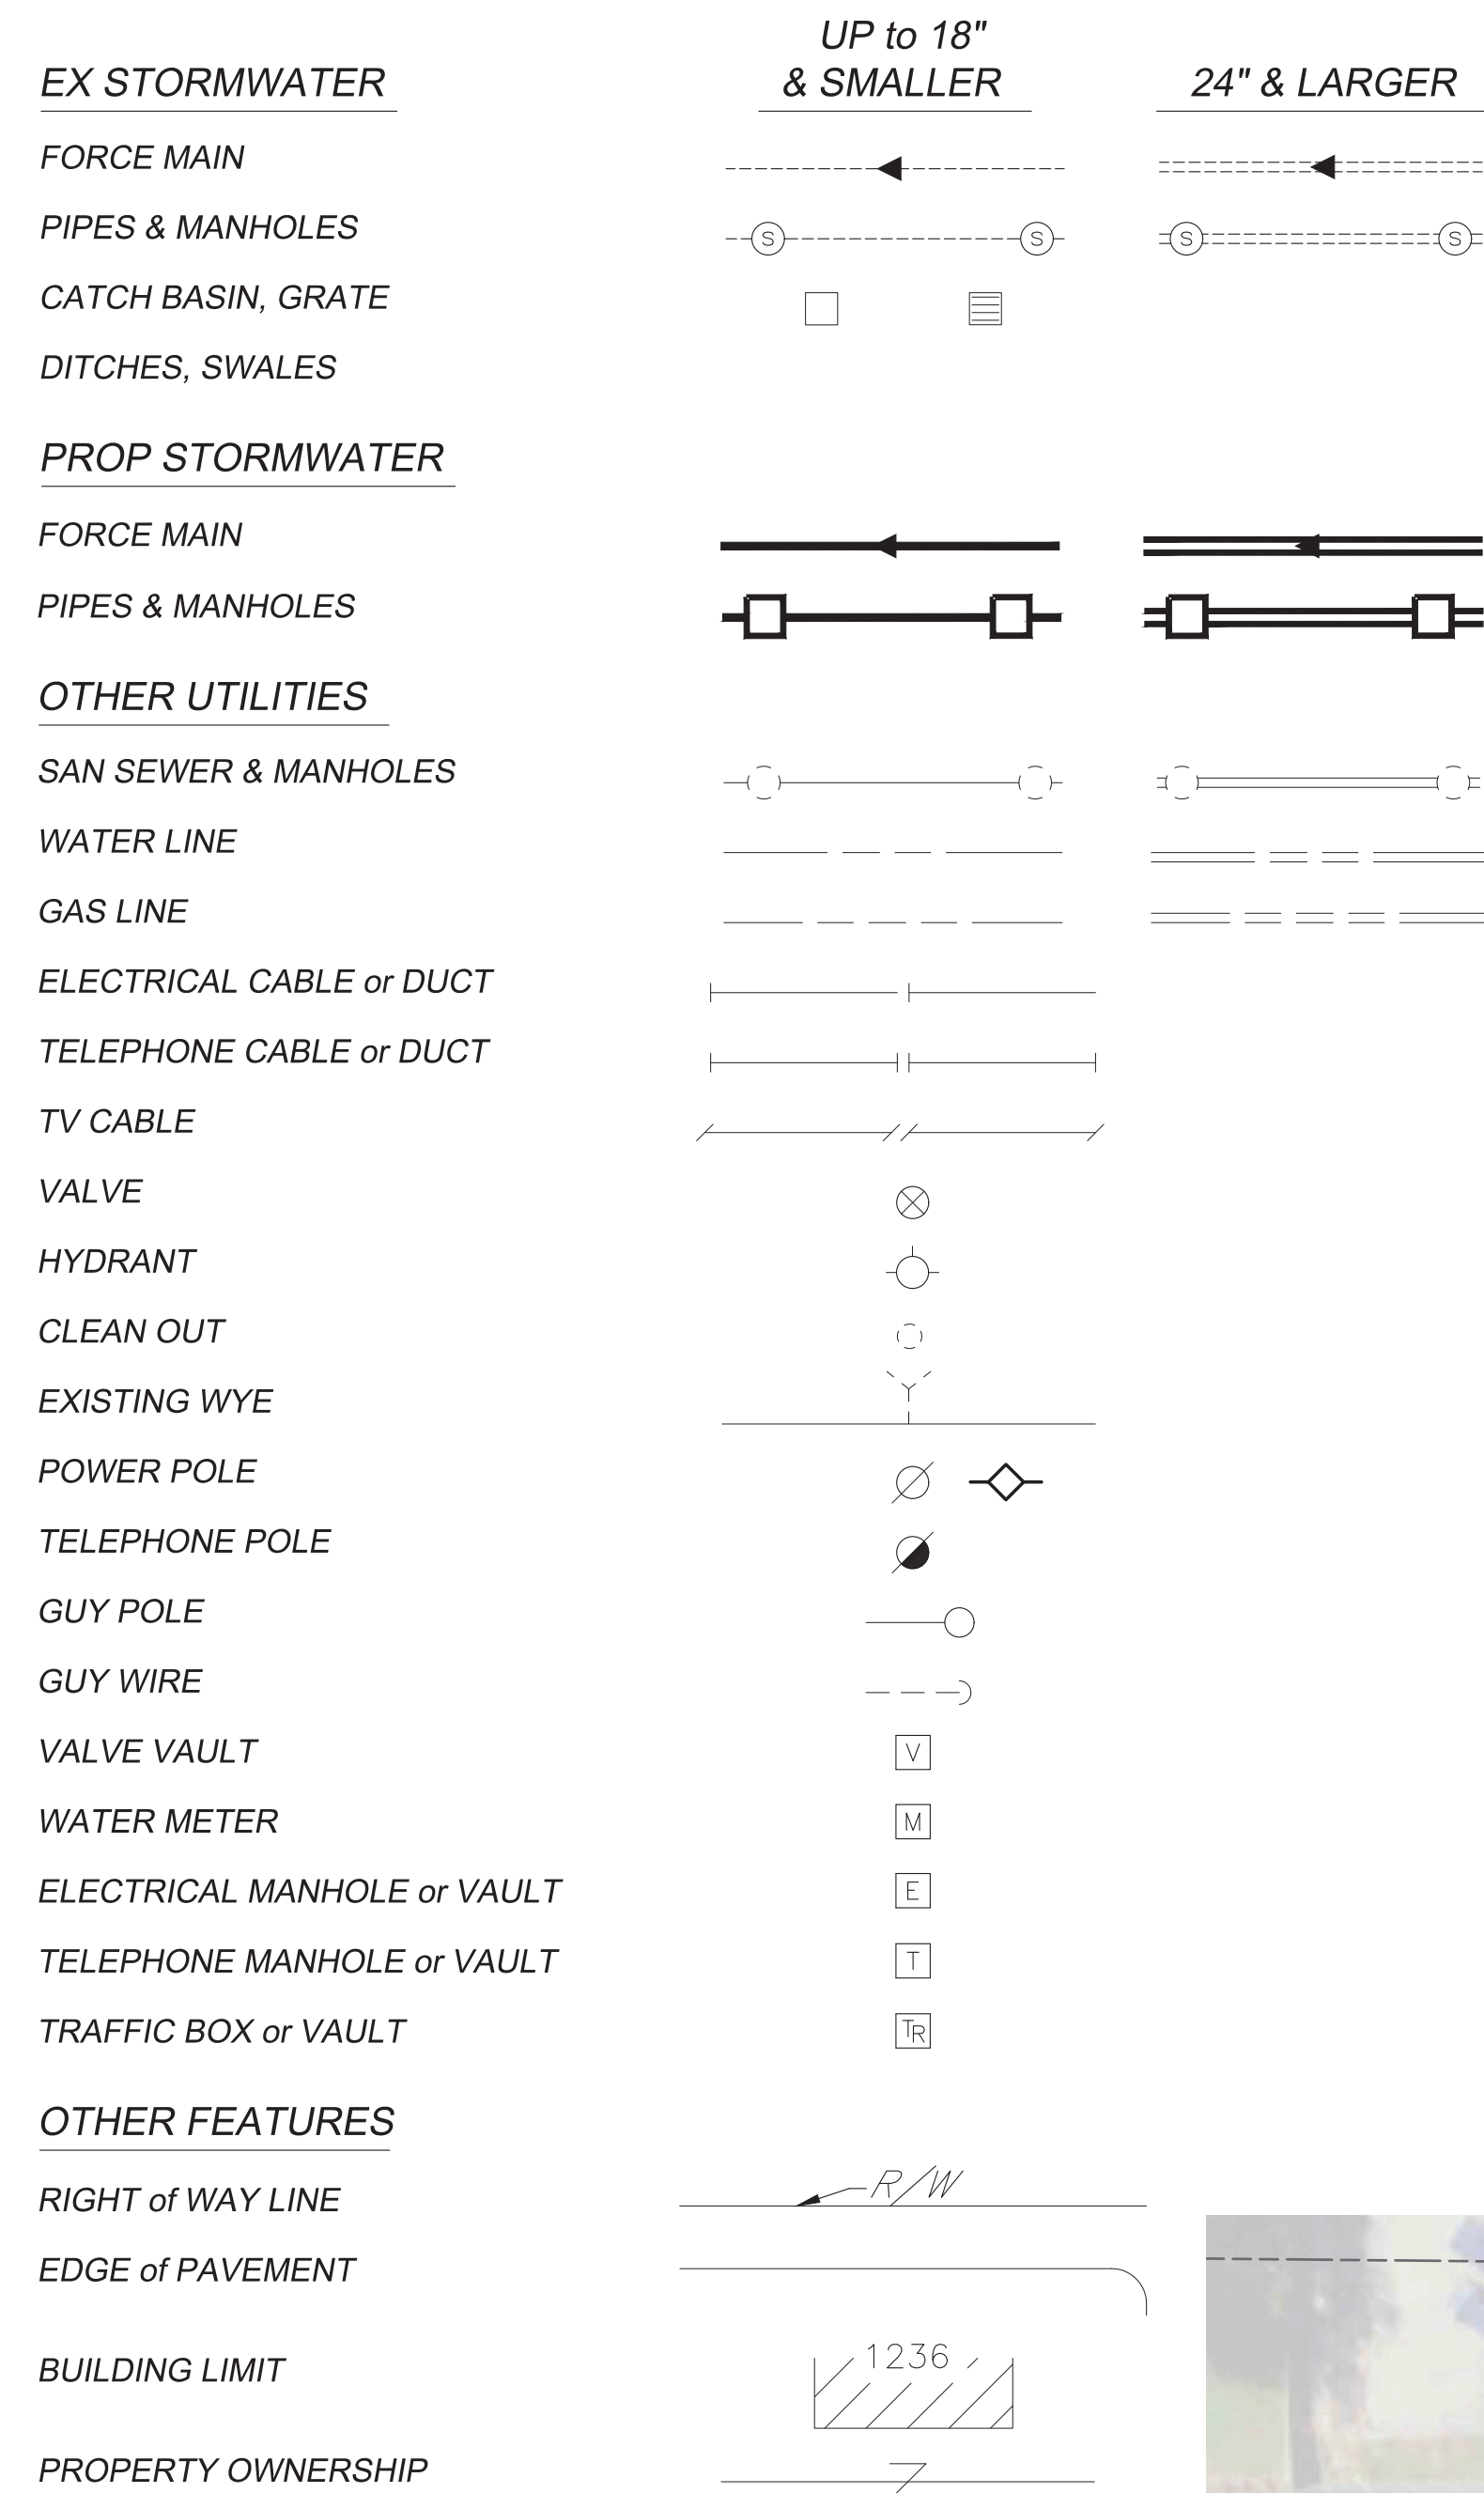 UP to 18"
EX STORMWATER & SMALLER 24" & LARGER
FORCE MAIN
PIPES & MANHOLES S S S S
CATCH BASIN, GRATE
DITCHES, SWALES
PROP STORMWATER
FORCE MAIN
PIPES & MANHOLES
OTHER UTILITIES
SAN SEWER & MANHOLES
WATER LINE
GAS LINE
ELECTRICAL CABLE or DUCT
TELEPHONE CABLE or DUCT
TV CABLE
VALVE
HYDRANT
CLEAN OUT
EXISTING WYE
POWER POLE
TELEPHONE POLE
GUY POLE
GUY WIRE
VALVE VAULT V
WATER METER M
ELECTRICAL MANHOLE or VAULT E
TELEPHONE MANHOLE or VAULT T
TRAFFIC BOX or VAULT TR
OTHER FEATURES
RIGHT of WAY LINE R/W
EDGE of PAVEMENT
BUILDING LIMIT 1236
PROPERTY OWNERSHIP